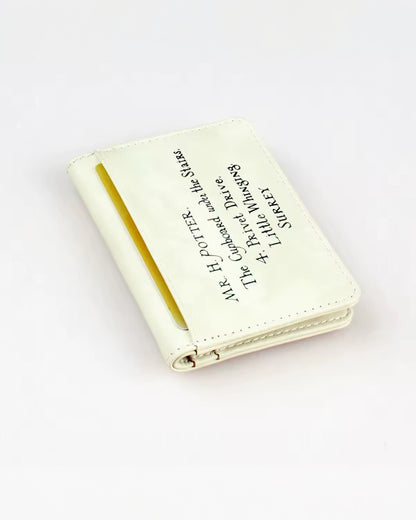 MR. H. POTTER,
The Cupboard under the Stairs,
4, Privet Drive,
Little Whinging,
SURREY